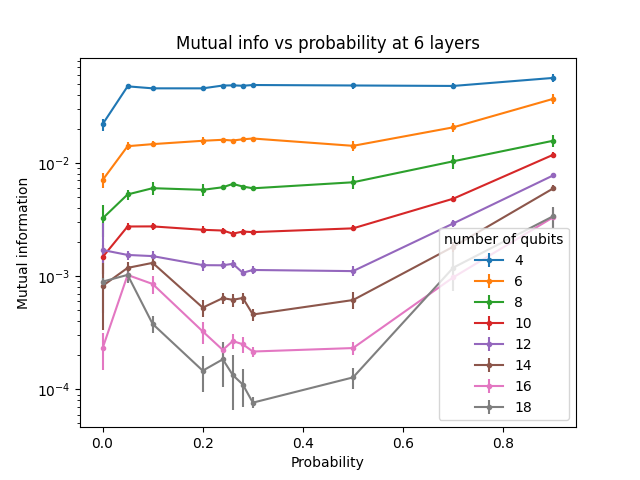 Mutual info vs probability at 6 layers
Mutual information
10⁻²
10⁻³
10⁻⁴
number of qubits
4
6
8
10
12
14
16
18
0.0 0.2 0.4 0.6 0.8
Probability